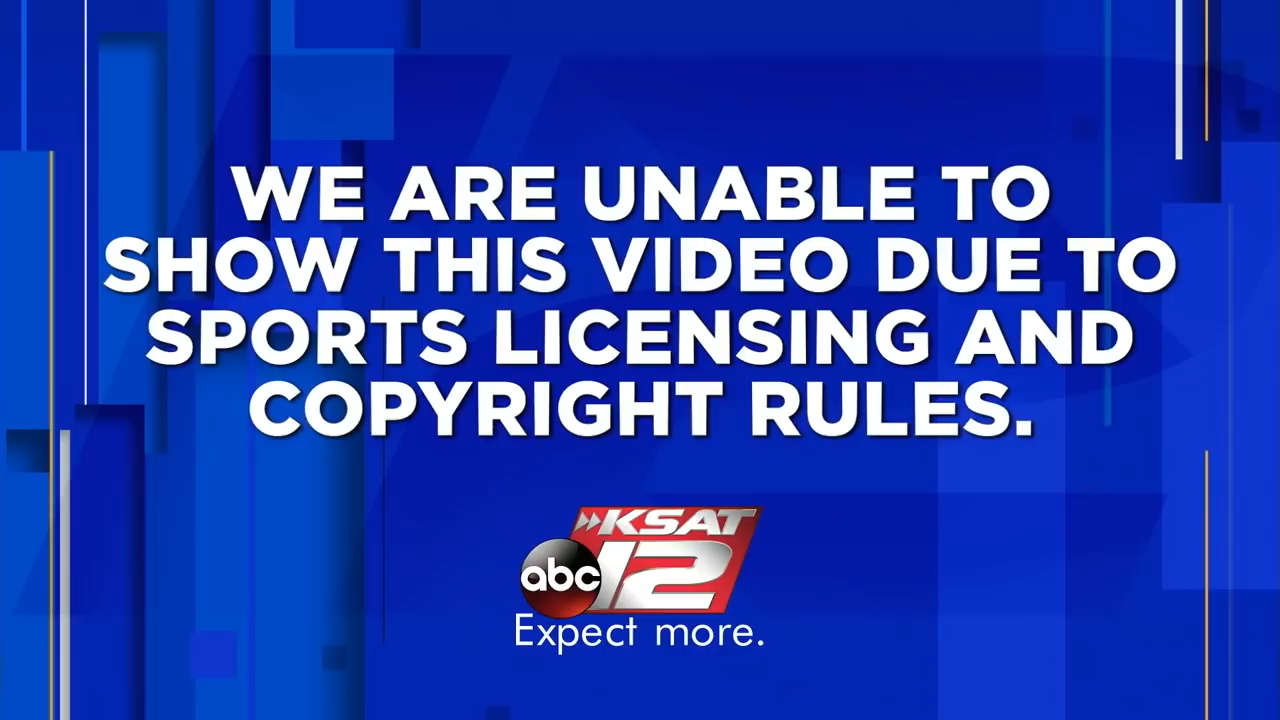 WE ARE UNABLE TO
SHOW THIS VIDEO DUE TO
SPORTS LICENSING AND
COPYRIGHT RULES.
KSAT
abc 12
Expect more.